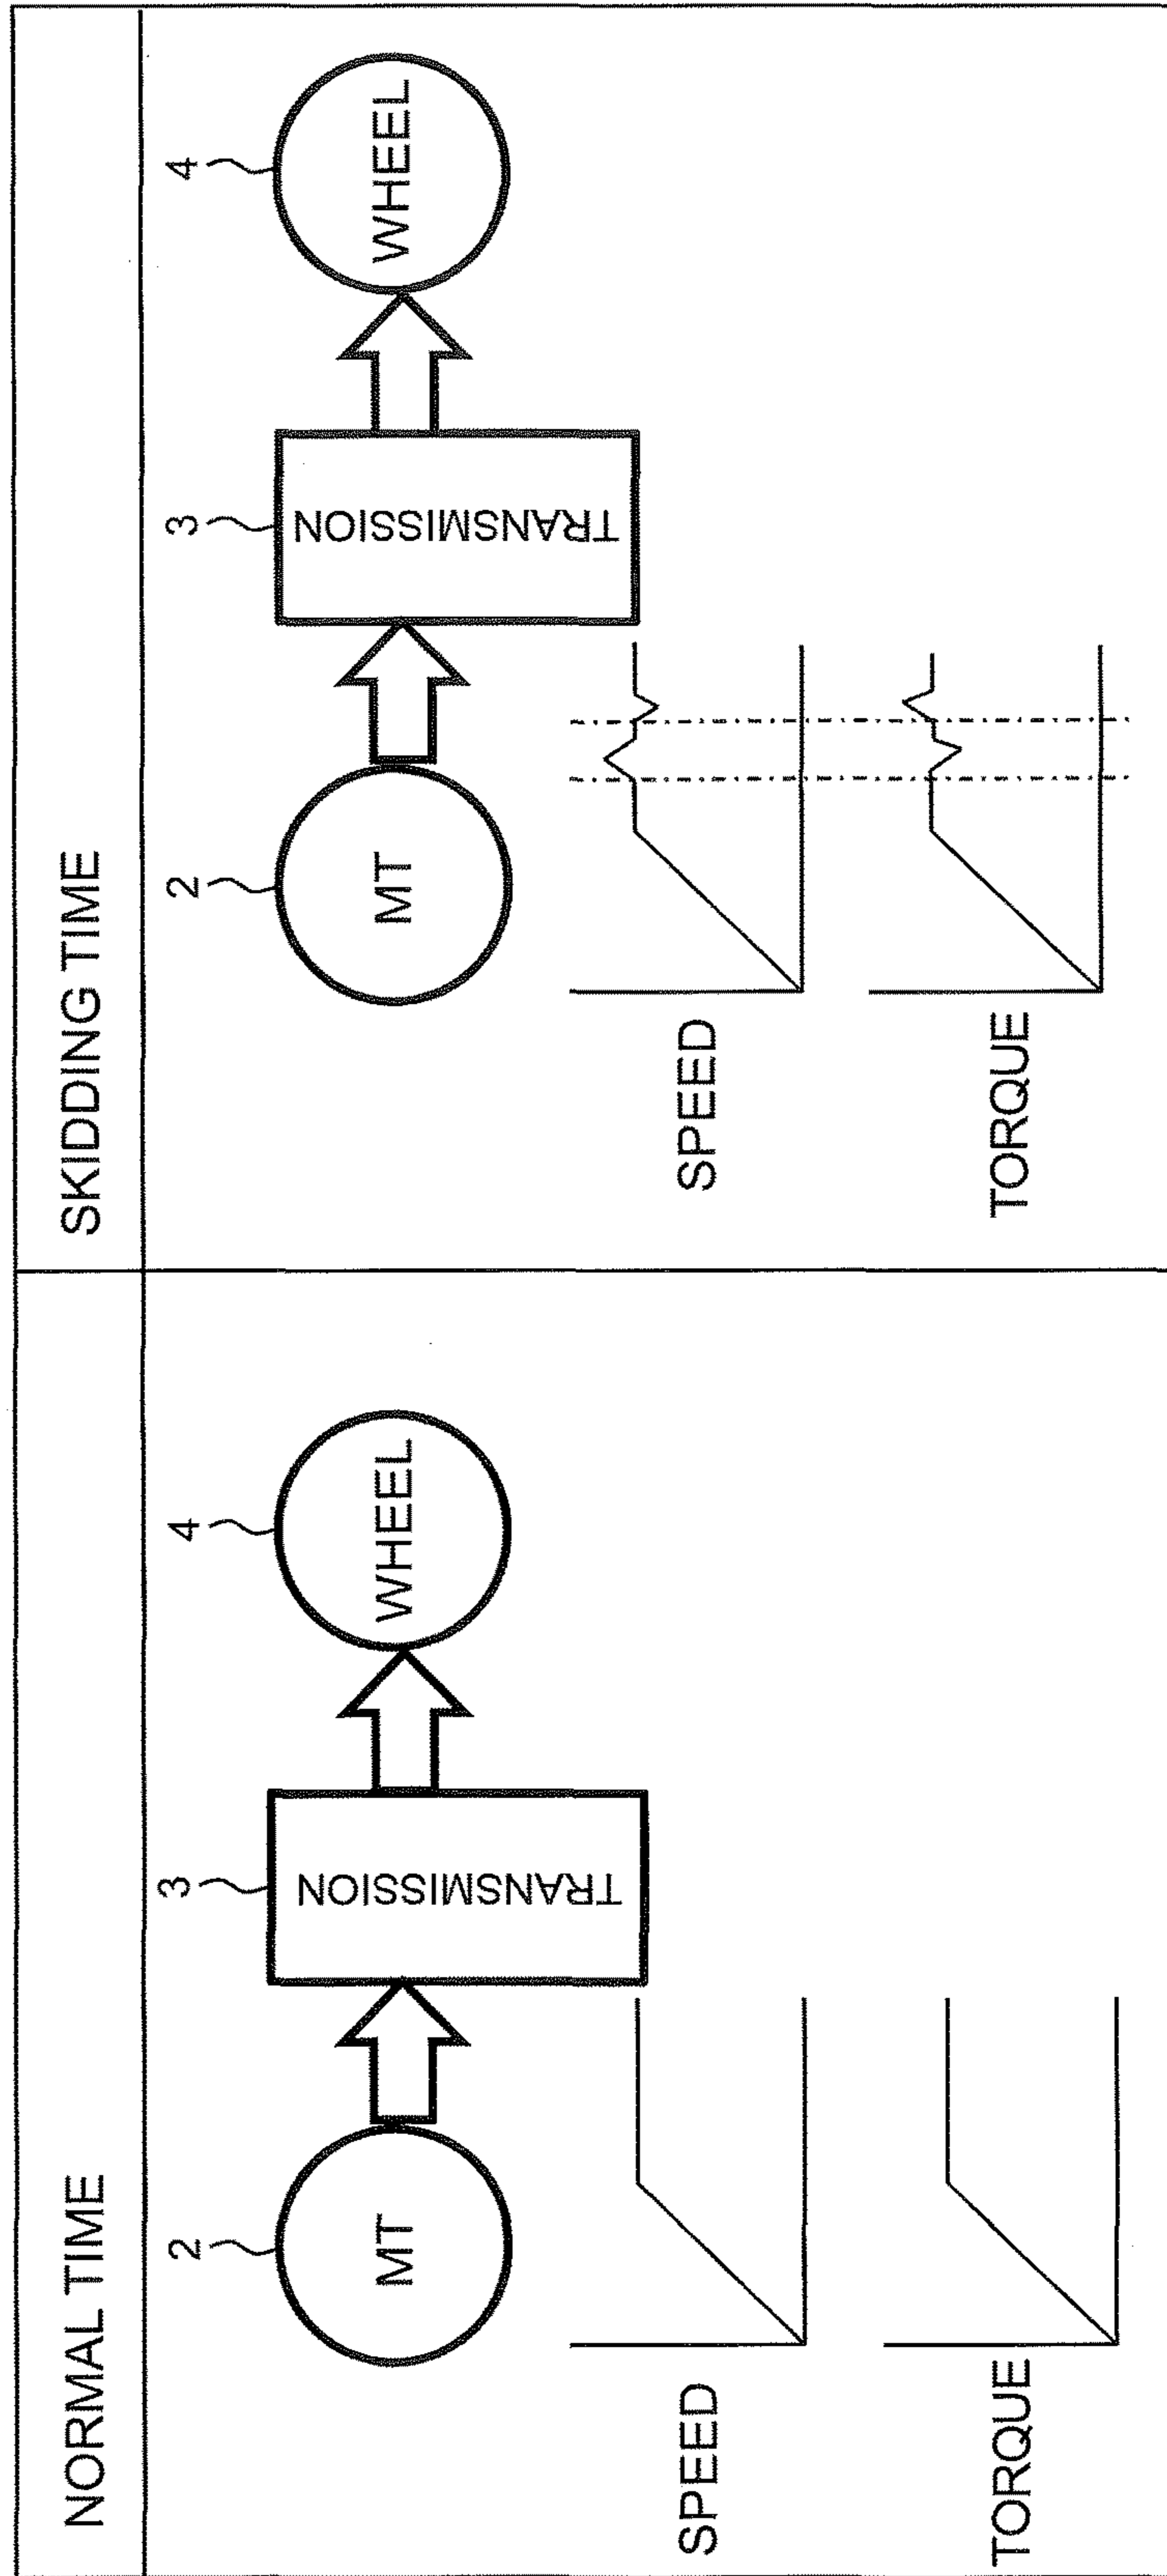 NORMAL TIME
2
3
4
MT
TRANSMISSION
WHEEL
SPEED
TORQUE
SKIDDING TIME
2
3
4
MT
TRANSMISSION
WHEEL
SPEED
TORQUE